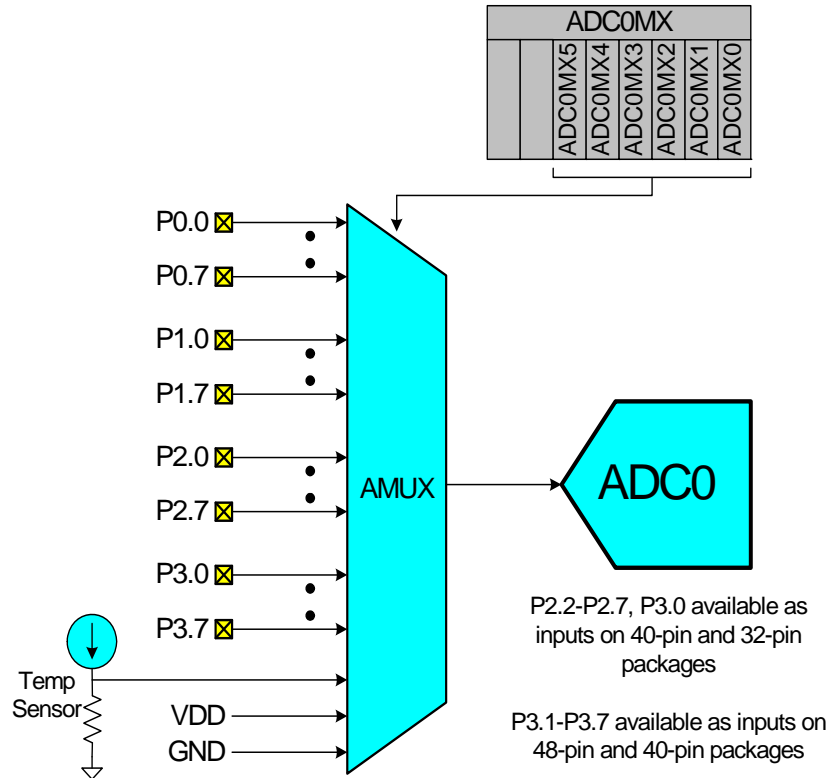 ADC0MX
ADC0MX5
ADC0MX4
ADC0MX3
ADC0MX2
ADC0MX1
ADC0MX0
P0.0
P0.7
P1.0
P1.7
P2.0
P2.7
P3.0
P3.7
Temp
Sensor
VDD
GND
AMUX
ADC0
P2.2-P2.7, P3.0 available as
inputs on 40-pin and 32-pin
packages
P3.1-P3.7 available as inputs on
48-pin and 40-pin packages